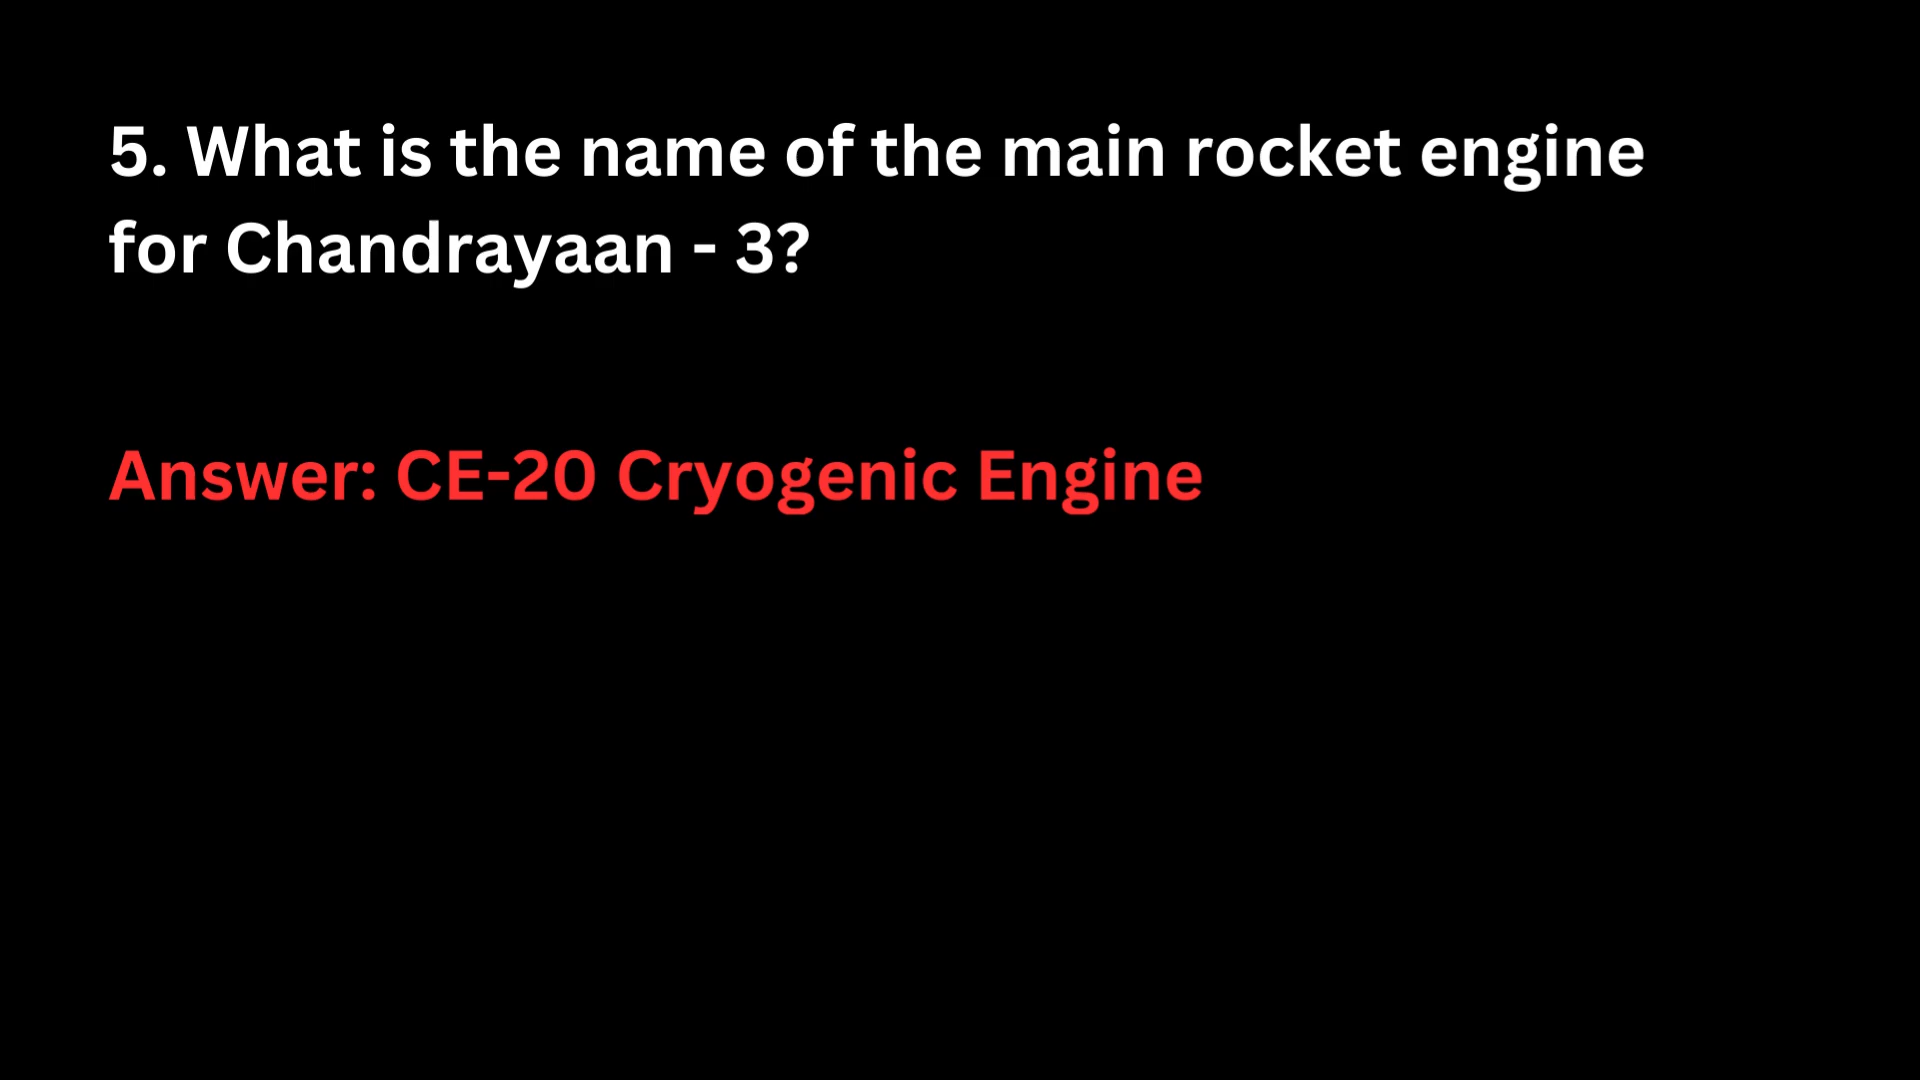 5. What is the name of the main rocket engine
for Chandrayaan - 3?
Answer: CE-20 Cryogenic Engine